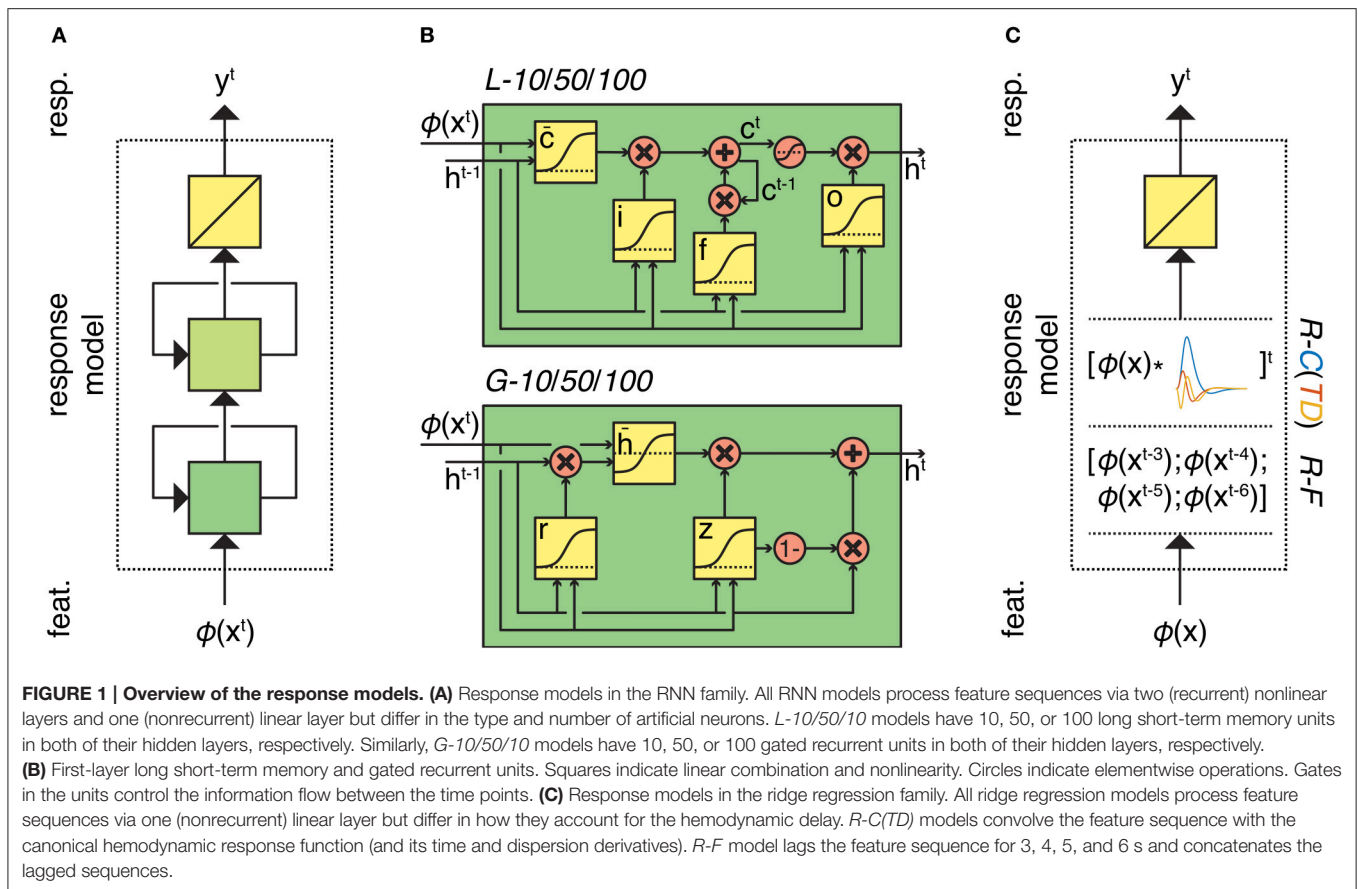 A
resp.
y^t
response
model
feat.
ϕ(x^t)
B
L-10/50/100
ϕ(x^t)
h^{t-1}
c̄
×
+
c^t
×
h^t
c^{t-1}
×
i
f
o
G-10/50/100
ϕ(x^t)
h^{t-1}
×
h̄
×
+
h^t
r
z
1-
×
C
resp.
y^t
response
model
[ϕ(x)* ]^t
R-C(TD)
[ϕ(x^{t-3});ϕ(x^{t-4});
ϕ(x^{t-5});ϕ(x^{t-6})]
R-F
feat.
ϕ(x)
FIGURE 1 | Overview of the response models. (A) Response models in the RNN family. All RNN models process feature sequences via two (recurrent) nonlinear
layers and one (nonrecurrent) linear layer but differ in the type and number of artificial neurons. L-10/50/10 models have 10, 50, or 100 long short-term memory units
in both of their hidden layers, respectively. Similarly, G-10/50/10 models have 10, 50, or 100 gated recurrent units in both of their hidden layers, respectively.
(B) First-layer long short-term memory and gated recurrent units. Squares indicate linear combination and nonlinearity. Circles indicate elementwise operations. Gates
in the units control the information flow between the time points. (C) Response models in the ridge regression family. All ridge regression models process feature
sequences via one (nonrecurrent) linear layer but differ in how they account for the hemodynamic delay. R-C(TD) models convolve the feature sequence with the
canonical hemodynamic response function (and its time and dispersion derivatives). R-F model lags the feature sequence for 3, 4, 5, and 6 s and concatenates the
lagged sequences.